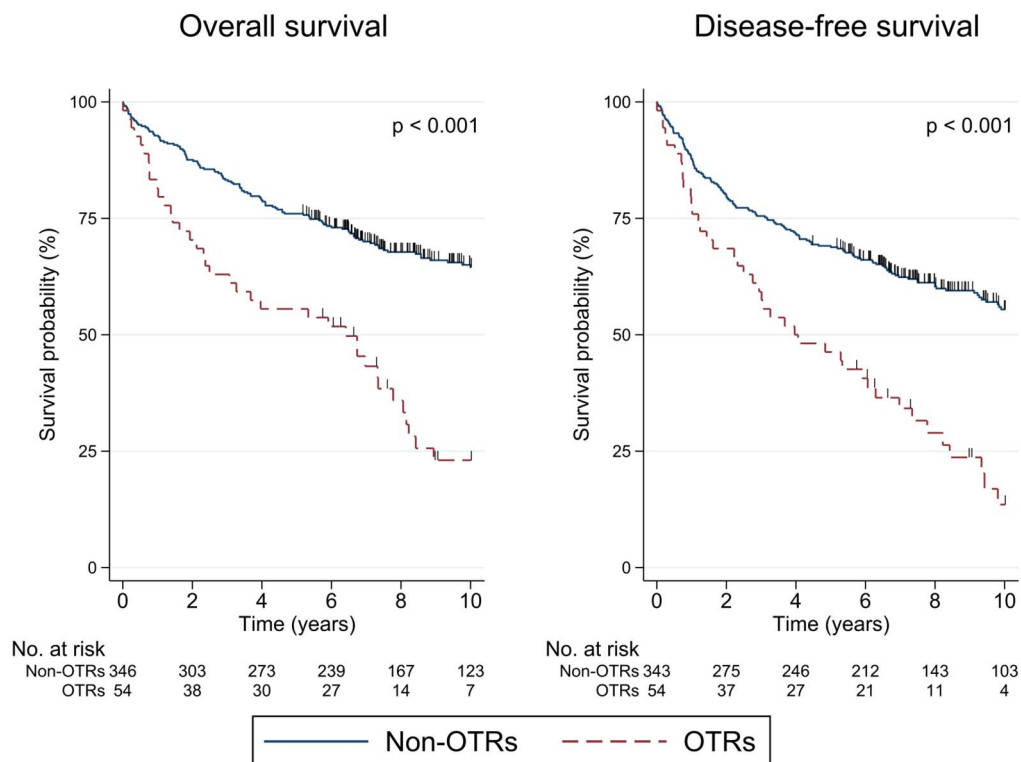 Overall survival
Disease-free survival
p < 0.001
p < 0.001
Survival probability (%)
100
75
50
25
0
0 2 4 6 8 10
Time (years)
Survival probability (%)
100
75
50
25
0
0 2 4 6 8 10
Time (years)
No. at risk
Non-OTRs 346 303 273 239 167 123
OTRs 54 38 30 27 14 7
No. at risk
Non-OTRs 343 275 246 212 143 103
OTRs 54 37 27 21 11 4
Non-OTRs OTRs